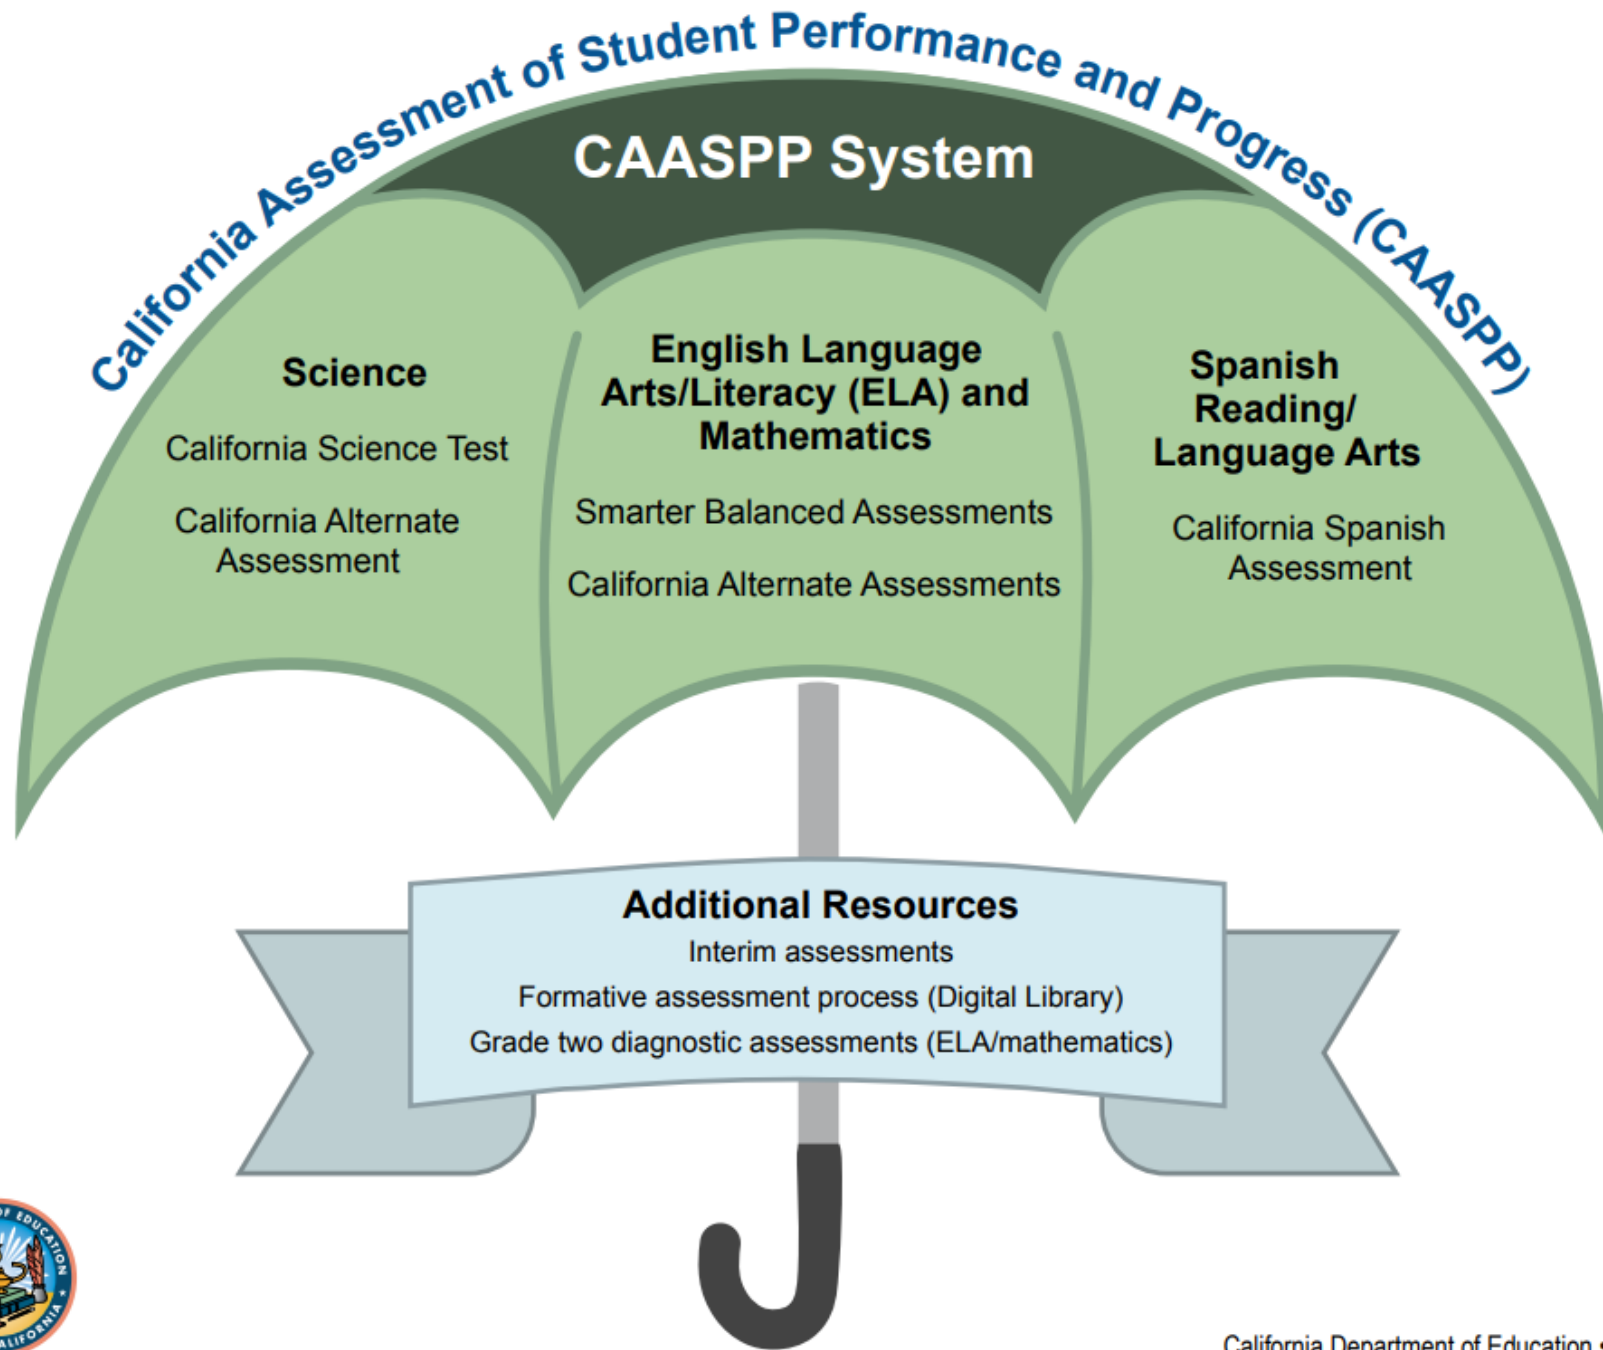 California Assessment of Student Performance and Progress (CAASPP)
CAASPP System
Science
California Science Test
California Alternate
Assessment
English Language
Arts/Literacy (ELA) and
Mathematics
Smarter Balanced Assessments
California Alternate Assessments
Spanish
Reading/
Language Arts
California Spanish
Assessment
Additional Resources
Interim assessments
Formative assessment process (Digital Library)
Grade two diagnostic assessments (ELA/mathematics)
OF EDUCATION
California Department of Education